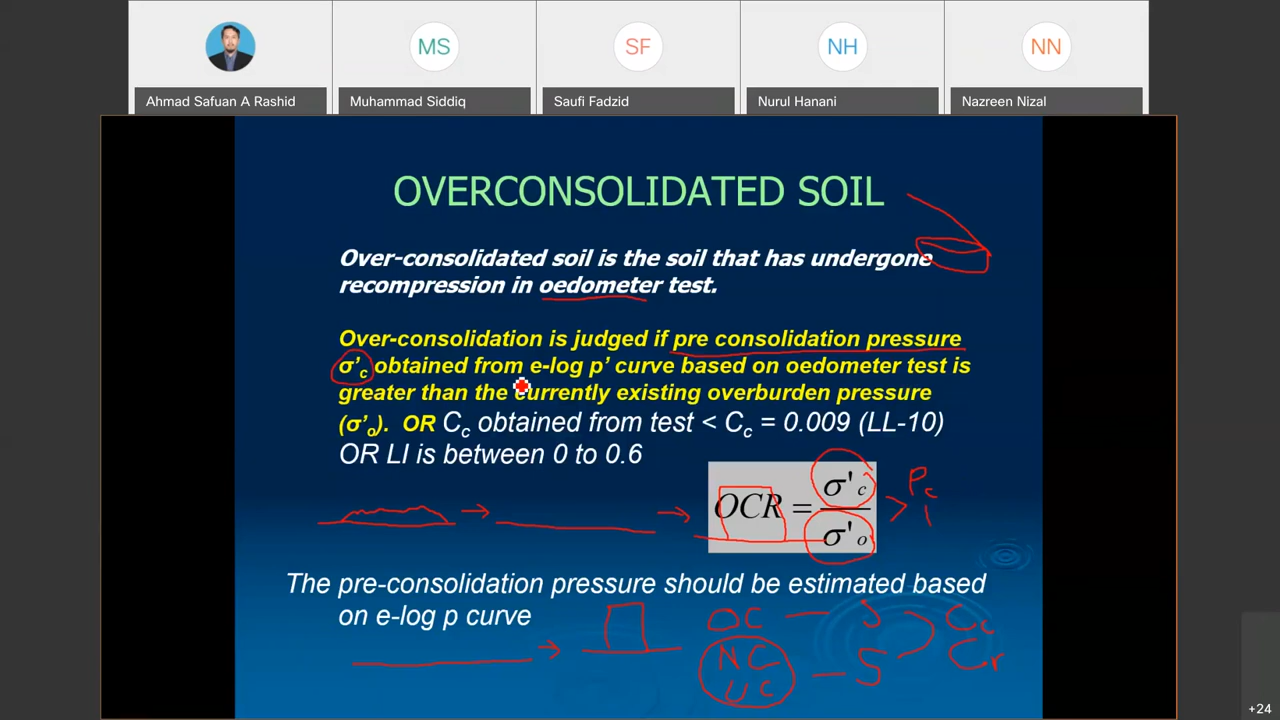 MS
SF
NH
NN
Ahmad Safuan A Rashid
Muhammad Siddiq
Saufi Fadzid
Nurul Hanani
Nazreen Nizal
OVERCONSOLIDATED SOIL
Over-consolidated soil is the soil that has undergone
recompression in oedometer test.
Over-consolidation is judged if pre consolidation pressure
σ'c obtained from e-log p' curve based on oedometer test is
greater than the currently existing overburden pressure
(σ'o). OR Cc obtained from test < Cc = 0.009 (LL-10)
OR LI is between 0 to 0.6
OCR = σ'c / σ'o > Pc
1
The pre-consolidation pressure should be estimated based
on e-log p curve
OC — S Cc
NC — S Cr
UC
+24